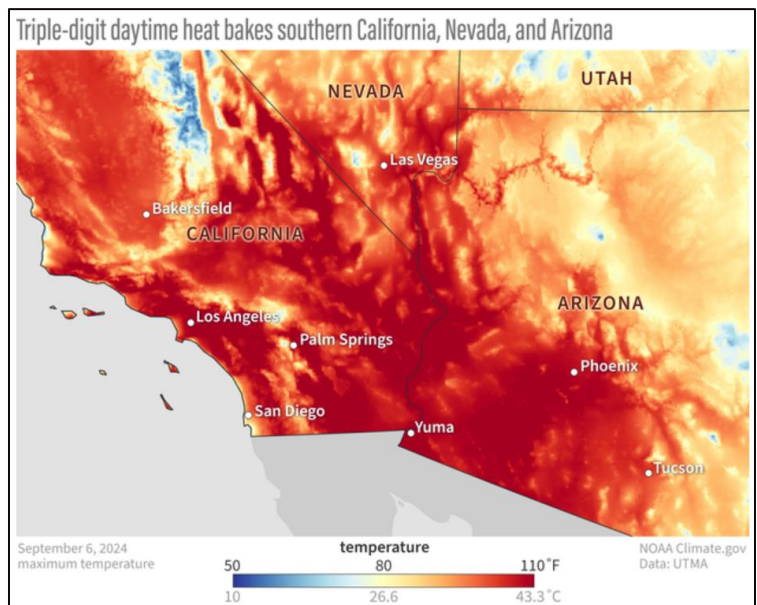 Triple-digit daytime heat bakes southern California, Nevada, and Arizona
NEVADA
UTAH
Las Vegas
Bakersfield
CALIFORNIA
ARIZONA
Los Angeles
Palm Springs
Phoenix
San Diego
Yuma
Tucson
September 6, 2024
maximum temperature
temperature
50 80 110°F
10 26.6 43.3°C
NOAA Climate.gov
Data: UTMA